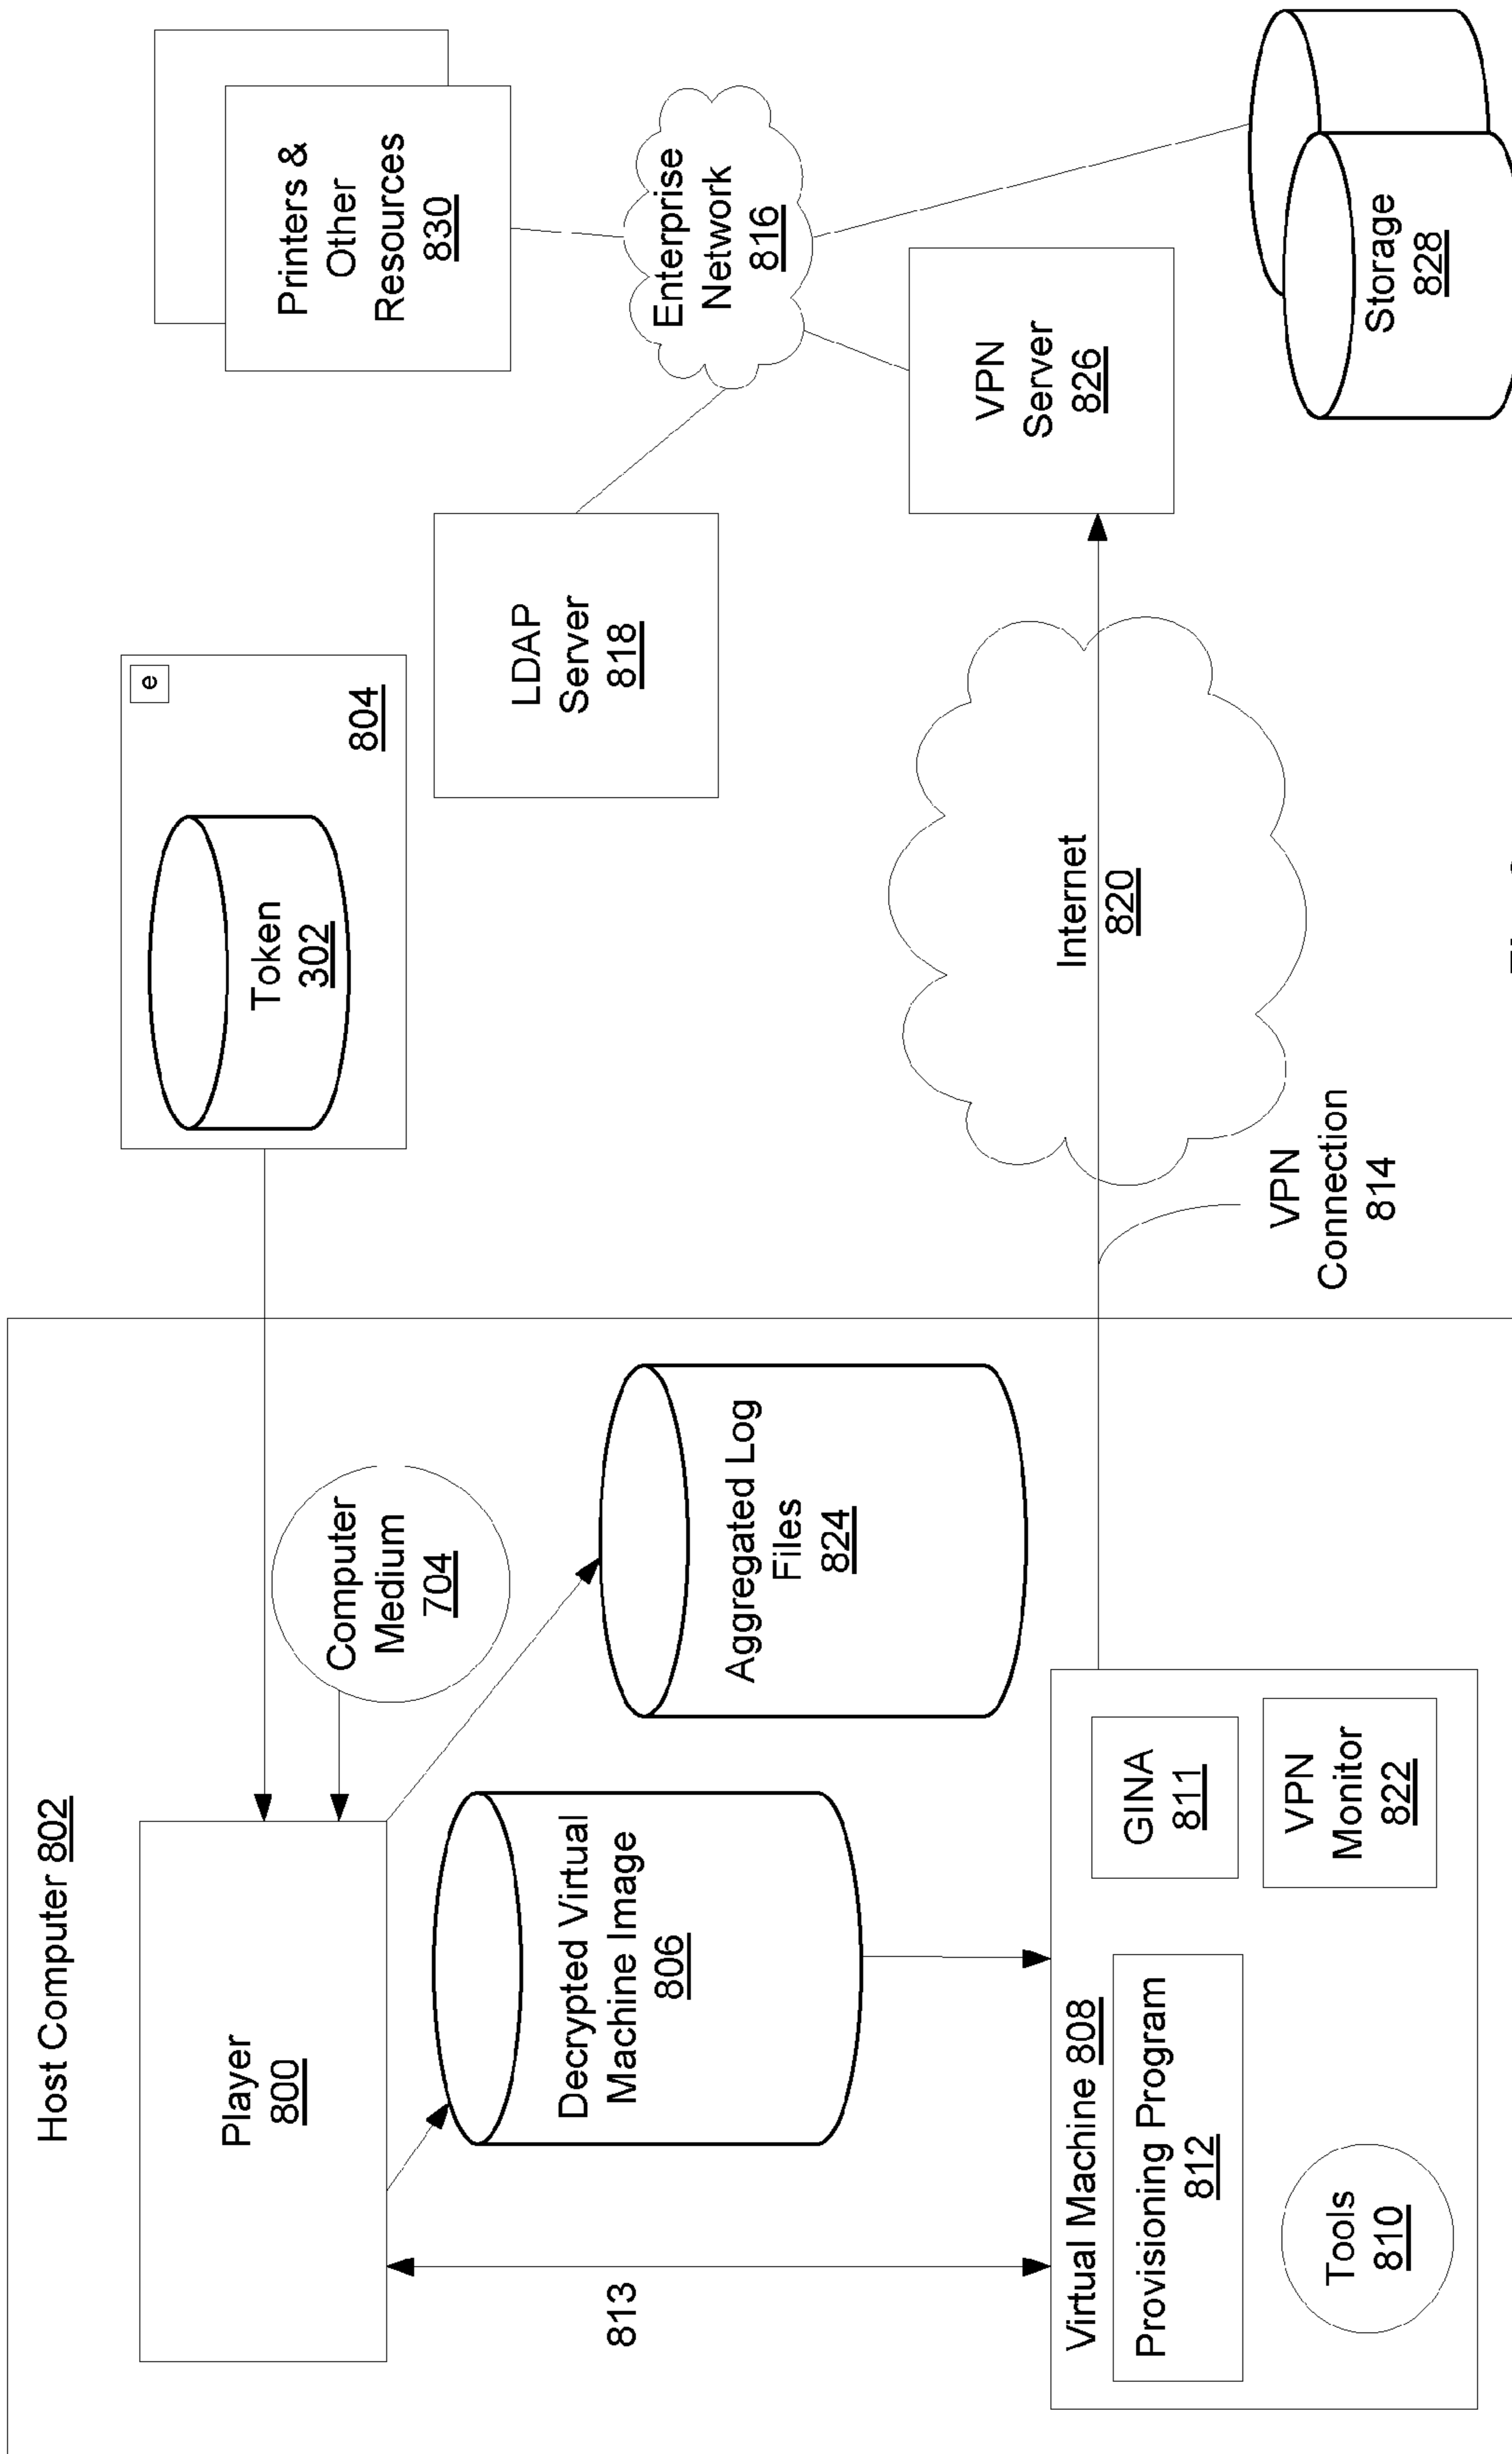 Host Computer 802
Player
800
Computer
Medium
704
Token
302
804
e
Printers &
Other
Resources
830
Decrypted Virtual
Machine Image
806
Aggregated Log
Files
824
LDAP
Server
818
Enterprise
Network
816
813
Virtual Machine 808
Provisioning Program
812
Tools
810
GINA
811
VPN
Monitor
822
VPN
Connection
814
Internet
820
VPN
Server
826
Storage
828